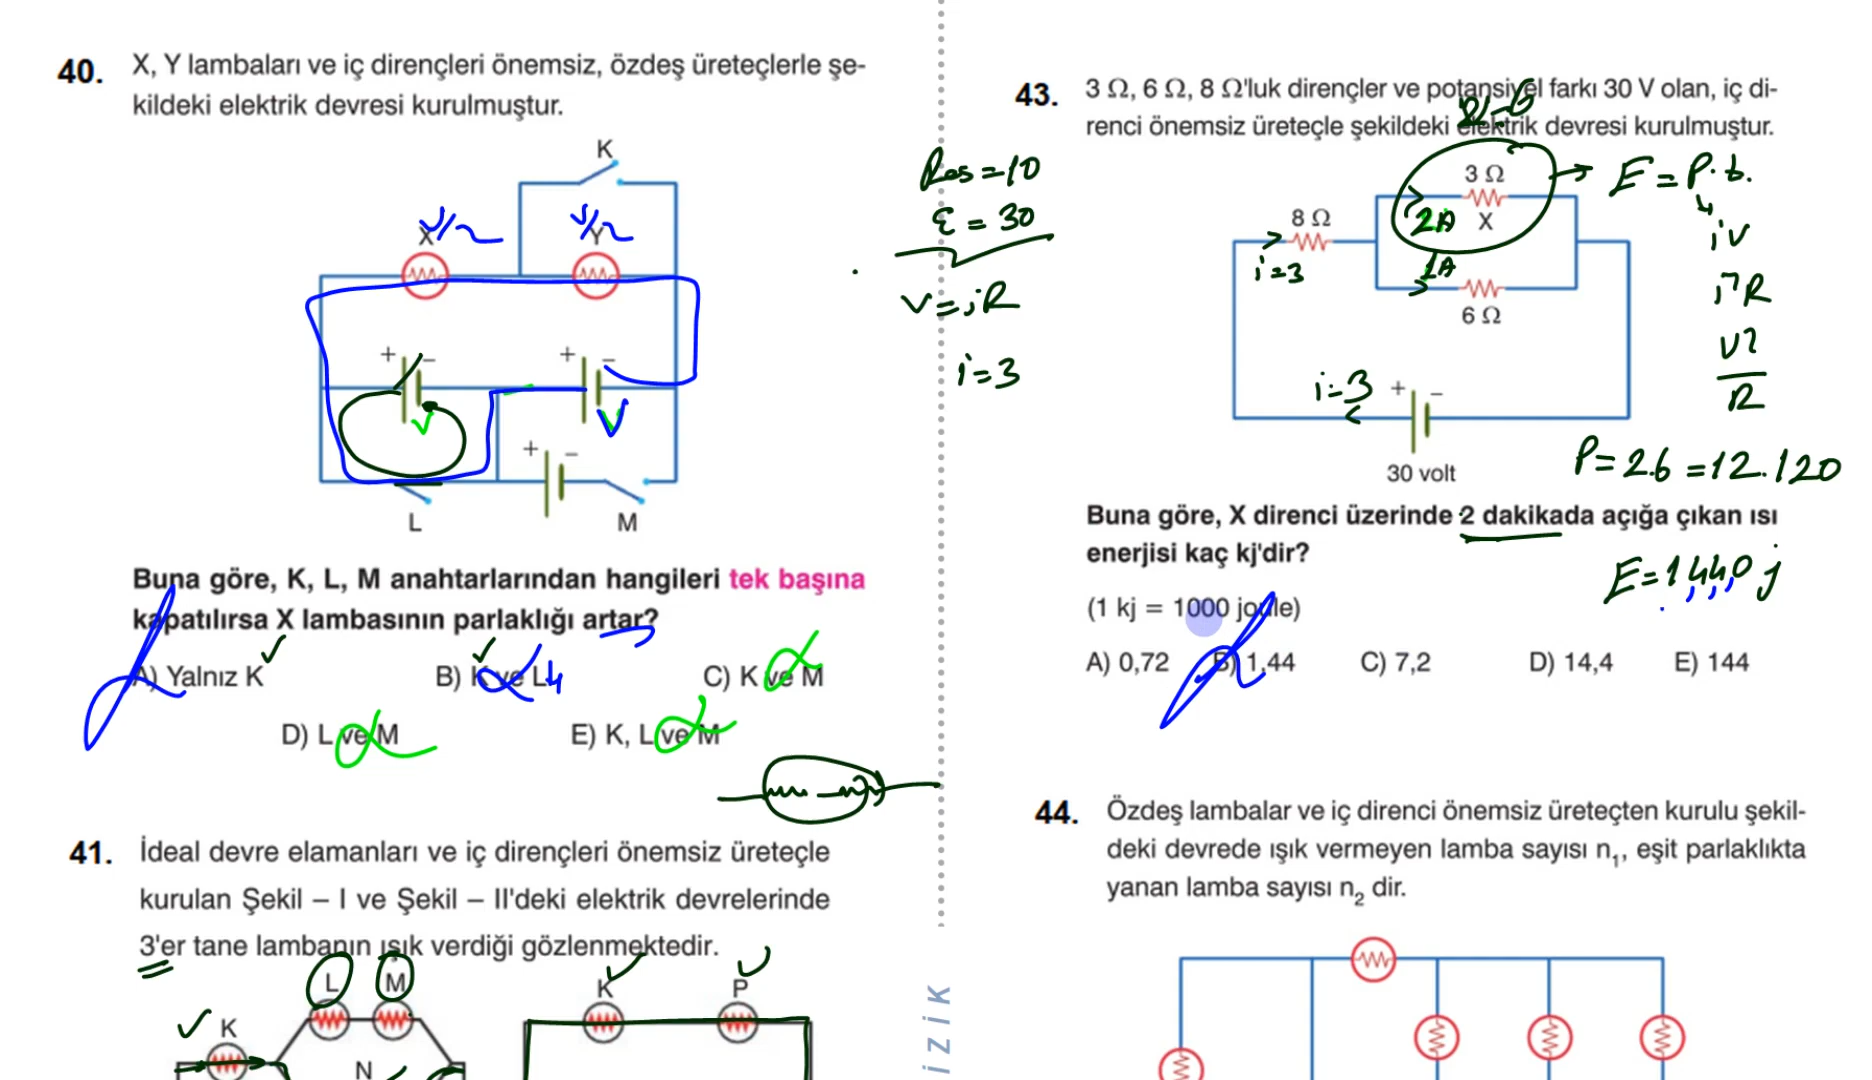 40. X, Y lambaları ve iç dirençleri önemsiz, özdeş üreteçlerle şe-
kildeki elektrik devresi kurulmuştur.
K
X
Y
+ −
+ −
+ −
L
M
Buna göre, K, L, M anahtarlarından hangileri tek başına
kapatılırsa X lambasının parlaklığı artar?
A) Yalnız K
B) K ve L
C) K ve M
D) L ve M
E) K, L ve M
41. İdeal devre elamanları ve iç dirençleri önemsiz üreteçle
kurulan Şekil – I ve Şekil – II'deki elektrik devrelerinde
3'er tane lambanın ışık verdiği gözlenmektedir.
L M
K
N
K P
Reş = 10
ε = 30
V = iR
i = 3
43. 3 Ω, 6 Ω, 8 Ω'luk dirençler ve potansiyel farkı 30 V olan, iç di-
renci önemsiz üreteçle şekildeki elektrik devresi kurulmuştur.
3 Ω
X
8 Ω
6 Ω
2A
1A
i=3
i=3
+ −
30 volt
E = P.t.
iV
i²R
V²
R
P = 2.6 = 12.120
E = 1440 j
Buna göre, X direnci üzerinde 2 dakikada açığa çıkan ısı
enerjisi kaç kj'dir?
(1 kj = 1000 joule)
A) 0,72 B) 1,44 C) 7,2 D) 14,4 E) 144
44. Özdeş lambalar ve iç direnci önemsiz üreteçten kurulu şekil-
deki devrede ışık vermeyen lamba sayısı n₁, eşit parlaklıkta
yanan lamba sayısı n₂ dir.
İZİK